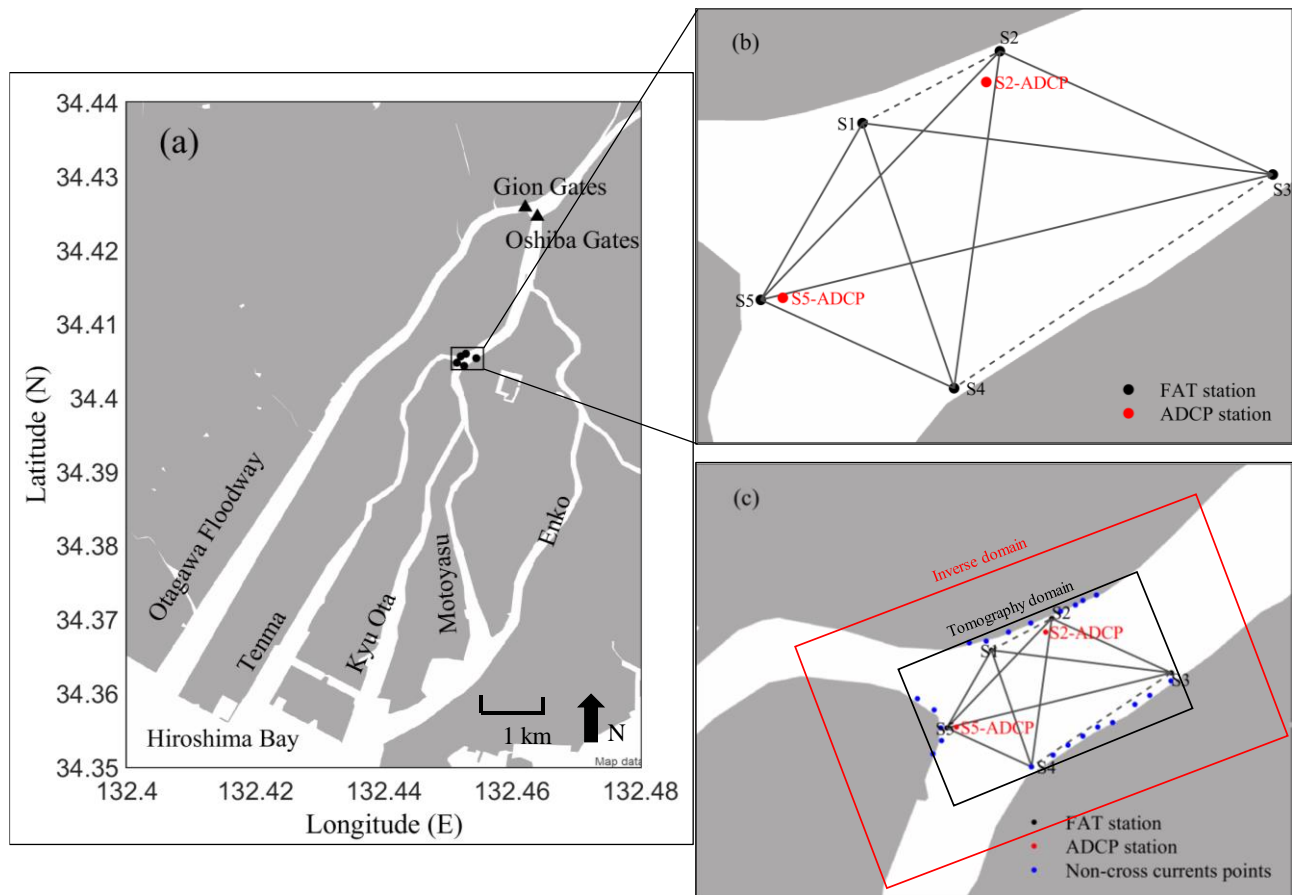 (a)
34.44
34.43
34.42
34.41
34.4
34.39
34.38
34.37
34.36
34.35
Latitude (N)
132.4
132.42
132.44
132.46
132.48
Longitude (E)
Gion Gates
Oshiba Gates
Otagawa Floodway
Tenma
Kyu Ota
Motoyasu
Enko
Hiroshima Bay
1 km
N
Map data
(b)
S2
S2-ADCP
S1
S3
S5
S5-ADCP
S4
FAT station
ADCP station
(c)
Inverse domain
Tomography domain
S2
S2-ADCP
S1
S3
S5
S5-ADCP
S4
FAT station
ADCP station
Non-cross currents points